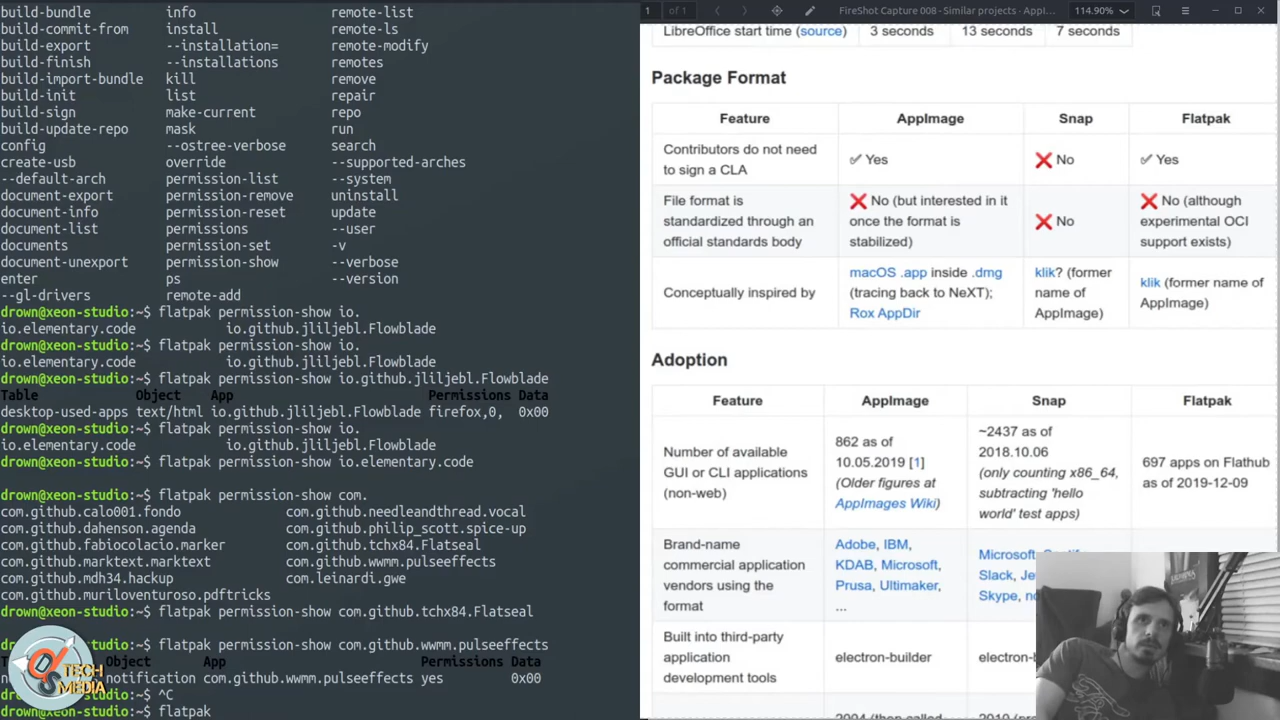 build-bundle info remote-list
build-commit-from install remote-ls
build-export --installation= remote-modify
build-finish --installations remotes
build-import-bundle kill remove
build-init list repair
build-sign make-current repo
build-update-repo mask run
config --ostree-verbose search
create-usb override --supported-arches
--default-arch permission-list --system
document-export permission-remove uninstall
document-info permission-reset update
document-list permissions --user
documents permission-set -v
document-unexport permission-show --verbose
enter ps --version
--gl-drivers remote-add
drown@xeon-studio:~$ flatpak permission-show io.
io.elementary.code io.github.jliljebl.Flowblade
drown@xeon-studio:~$ flatpak permission-show io.
io.elementary.code io.github.jliljebl.Flowblade
drown@xeon-studio:~$ flatpak permission-show io.github.jliljebl.Flowblade
Table Object App Permissions Data
desktop-used-apps text/html io.github.jliljebl.Flowblade firefox,0, 0x00
drown@xeon-studio:~$ flatpak permission-show io.
io.elementary.code io.github.jliljebl.Flowblade
drown@xeon-studio:~$ flatpak permission-show io.elementary.code
drown@xeon-studio:~$ flatpak permission-show com.
com.github.calo001.fondo com.github.needleandthread.vocal
com.github.dahenson.agenda com.github.philip_scott.spice-up
com.github.fabiocolacio.marker com.github.tchx84.Flatseal
com.github.marktext.marktext com.github.wwmm.pulseeffects
com.github.mdh34.hackup com.leinardi.gwe
com.github.muriloventuroso.pdftricks
drown@xeon-studio:~$ flatpak permission-show com.github.tchx84.Flatseal
drown@xeon-studio:~$ flatpak permission-show com.github.wwmm.pulseeffects
Object App Permissions Data
notification com.github.wwmm.pulseeffects yes 0x00
drown@xeon-studio:~$ ^C
drown@xeon-studio:~$ flatpak
TECH
MEDIA
1 of 1 FireShot Capture 008 - Similar projects - AppI... 114.90%
LibreOffice start time (source) 3 seconds 13 seconds 7 seconds
Package Format
Feature AppImage Snap Flatpak
Contributors do not need
to sign a CLA
✅ Yes
❌ No
✅ Yes
File format is
standardized through an
official standards body
❌ No (but interested in it
once the format is
stabilized)
❌ No
❌ No (although
experimental OCI
support exists)
Conceptually inspired by
macOS .app inside .dmg
(tracing back to NeXT);
Rox AppDir
klik? (former
name of
AppImage)
klik (former name of
AppImage)
Adoption
Feature AppImage Snap Flatpak
Number of available
GUI or CLI applications
(non-web)
862 as of
10.05.2019 [1]
(Older figures at
AppImages Wiki)
~2437 as of
2018.10.06
(only counting x86_64,
subtracting 'hello
world' test apps)
697 apps on Flathub
as of 2019-12-09
Brand-name
commercial application
vendors using the
format
Adobe, IBM,
KDAB, Microsoft,
Prusa, Ultimaker,
...
Microsoft,
Slack,
Skype,
Built into third-party
application
development tools
electron-builder
2004 (then called